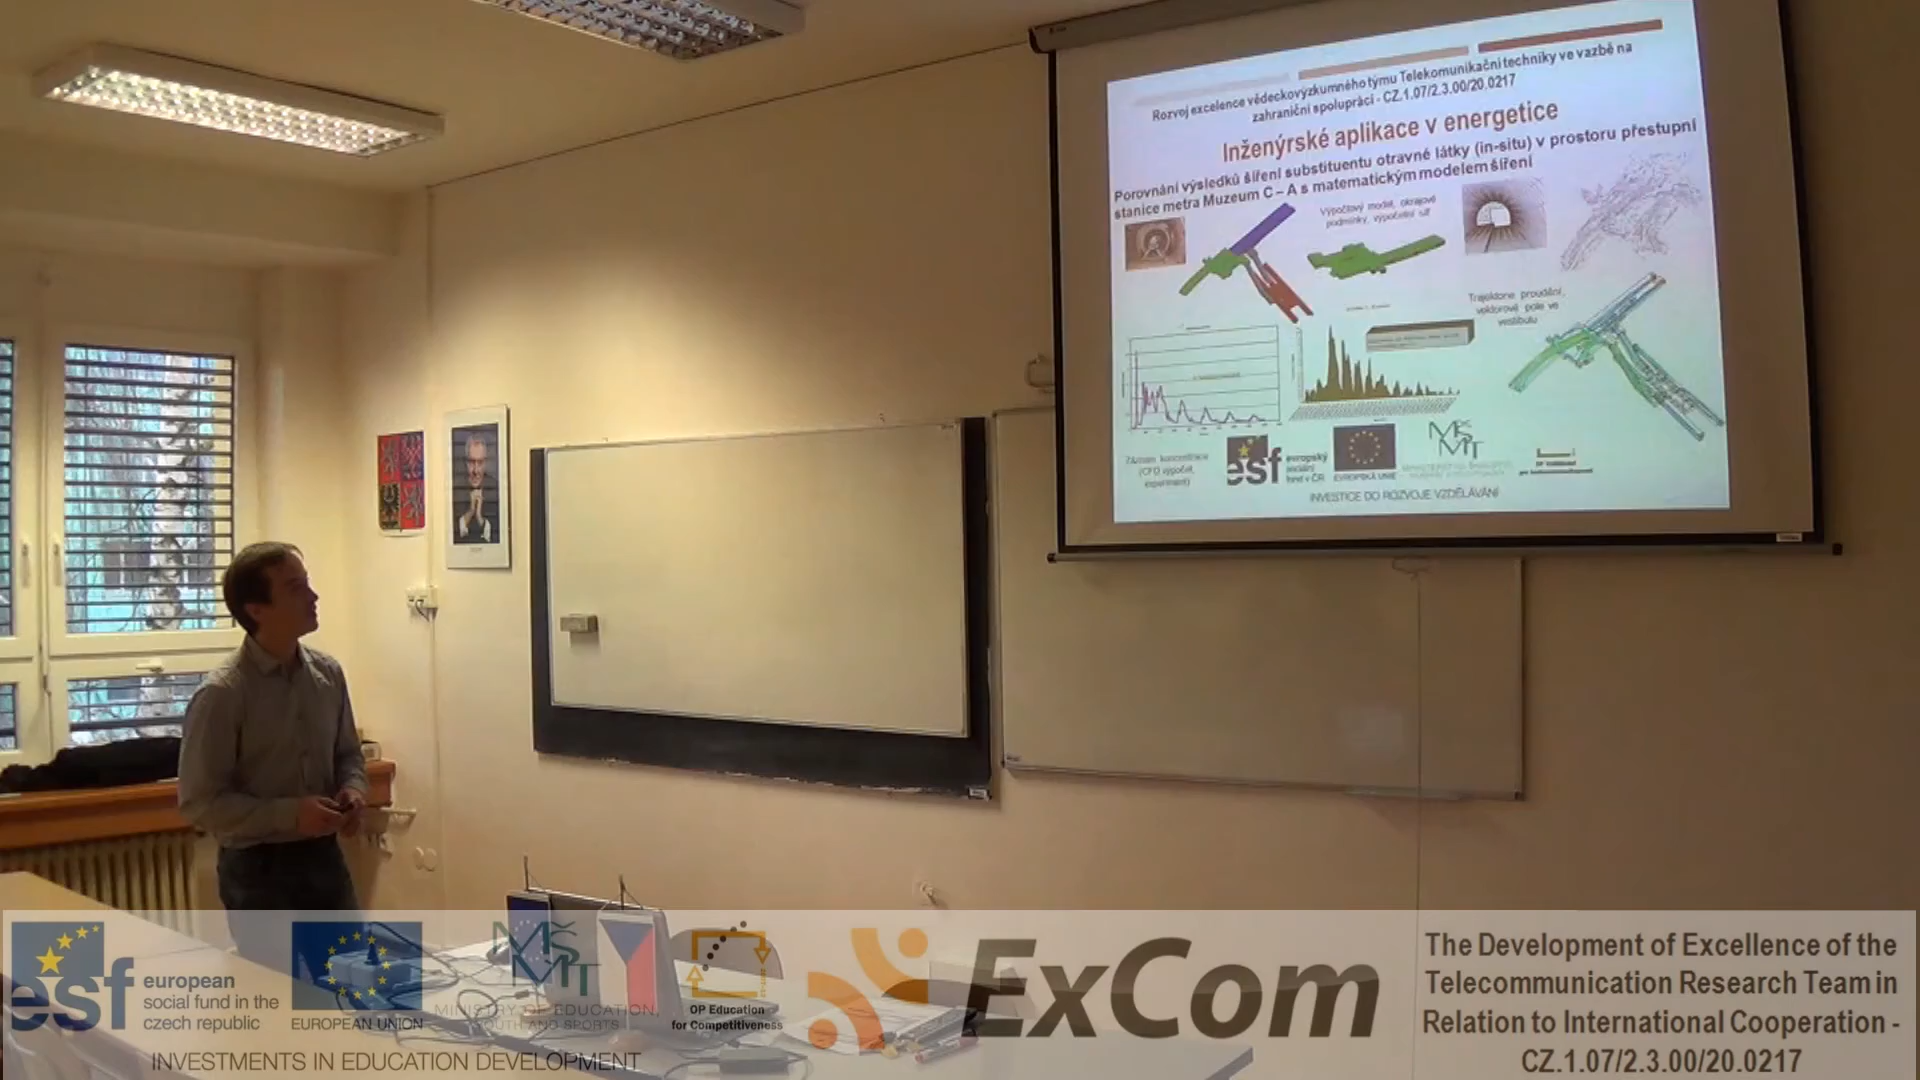 Rozvoj excelence vědeckovýzkumného týmu Telekomunikační techniky ve vazbě na
zahraniční spolupráci - CZ.1.07/2.3.00/20.0217
Inženýrské aplikace v energetice
Porovnání výsledků šíření substituentu otravné látky (in-situ) v prostoru přestupní
stanice metra Muzeum C – A s matematickým modelem šíření
Výpočtový model, okrajové
podmínky, výpočetní síť
Trajektorie proudění,
vektorové pole ve
vestibulu
Záznam koncentrace
(CFD výpočet,
experiment)
esf
evropský
sociální
fond v ČR
EVROPSKÁ UNIE
MŠMT
INVESTICE DO ROZVOJE VZDĚLÁVÁNÍ
esf
european
social fund in the
czech republic
EUROPEAN UNION
MŠMT
MINISTRY OF EDUCATION,
YOUTH AND SPORTS
OP Education
for Competitiveness
INVESTMENTS IN EDUCATION DEVELOPMENT
ExCom
The Development of Excellence of the
Telecommunication Research Team in
Relation to International Cooperation -
CZ.1.07/2.3.00/20.0217